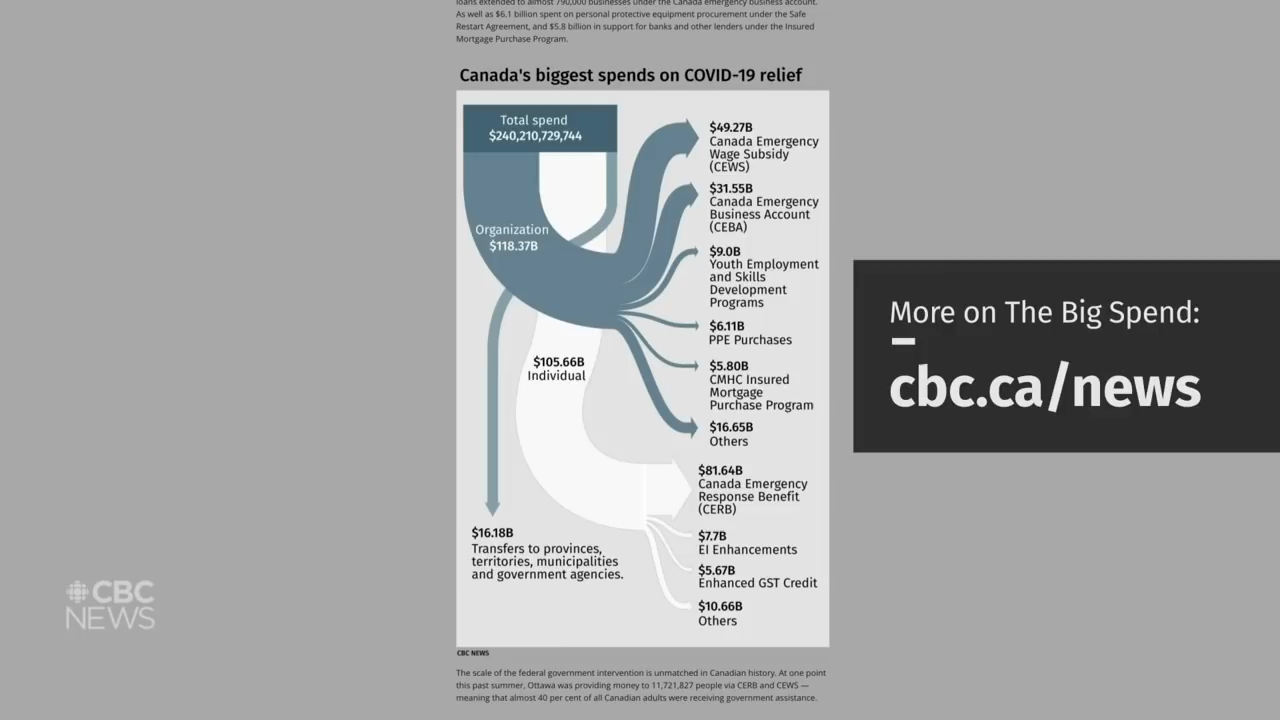 loans extended to almost 790,000 businesses under the Canada emergency business account.
As well as $6.1 billion spent on personal protective equipment procurement under the Safe
Restart Agreement, and $5.8 billion in support for banks and other lenders under the Insured
Mortgage Purchase Program.
Canada's biggest spends on COVID-19 relief
Total spend
$240,210,729,744
Organization
$118.37B
$49.27B
Canada Emergency
Wage Subsidy
(CEWS)
$31.55B
Canada Emergency
Business Account
(CEBA)
$9.0B
Youth Employment
and Skills
Development
Programs
$6.11B
PPE Purchases
$5.80B
CMHC Insured
Mortgage
Purchase Program
$16.65B
Others
$105.66B
Individual
$81.64B
Canada Emergency
Response Benefit
(CERB)
$7.7B
EI Enhancements
$5.67B
Enhanced GST Credit
$10.66B
Others
$16.18B
Transfers to provinces,
territories, municipalities
and government agencies.
CBC NEWS
The scale of the federal government intervention is unmatched in Canadian history. At one point
this past summer, Ottawa was providing money to 11,721,827 people via CERB and CEWS —
meaning that almost 40 per cent of all Canadian adults were receiving government assistance.
More on The Big Spend:
cbc.ca/news
CBC
NEWS